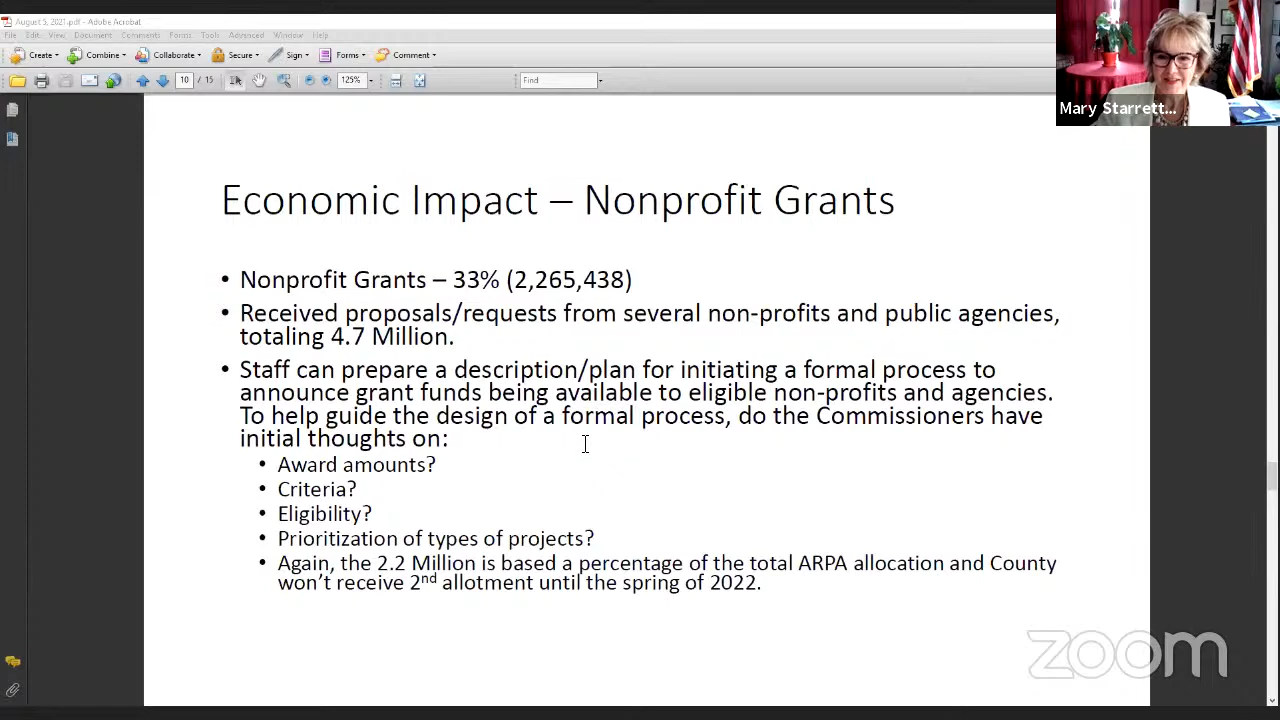 August 5, 2021.pdf - Adobe Acrobat
File Edit View Document Comments Forms Tools Advanced Window Help
Create Combine Collaborate Secure Sign Forms Comment
10 / 15 125% Find
Mary Starrett...
Economic Impact – Nonprofit Grants
• Nonprofit Grants – 33% (2,265,438)
• Received proposals/requests from several non-profits and public agencies,
totaling 4.7 Million.
• Staff can prepare a description/plan for initiating a formal process to
announce grant funds being available to eligible non-profits and agencies.
To help guide the design of a formal process, do the Commissioners have
initial thoughts on:
• Award amounts?
• Criteria?
• Eligibility?
• Prioritization of types of projects?
• Again, the 2.2 Million is based a percentage of the total ARPA allocation and County
won't receive 2nd allotment until the spring of 2022.
zoom